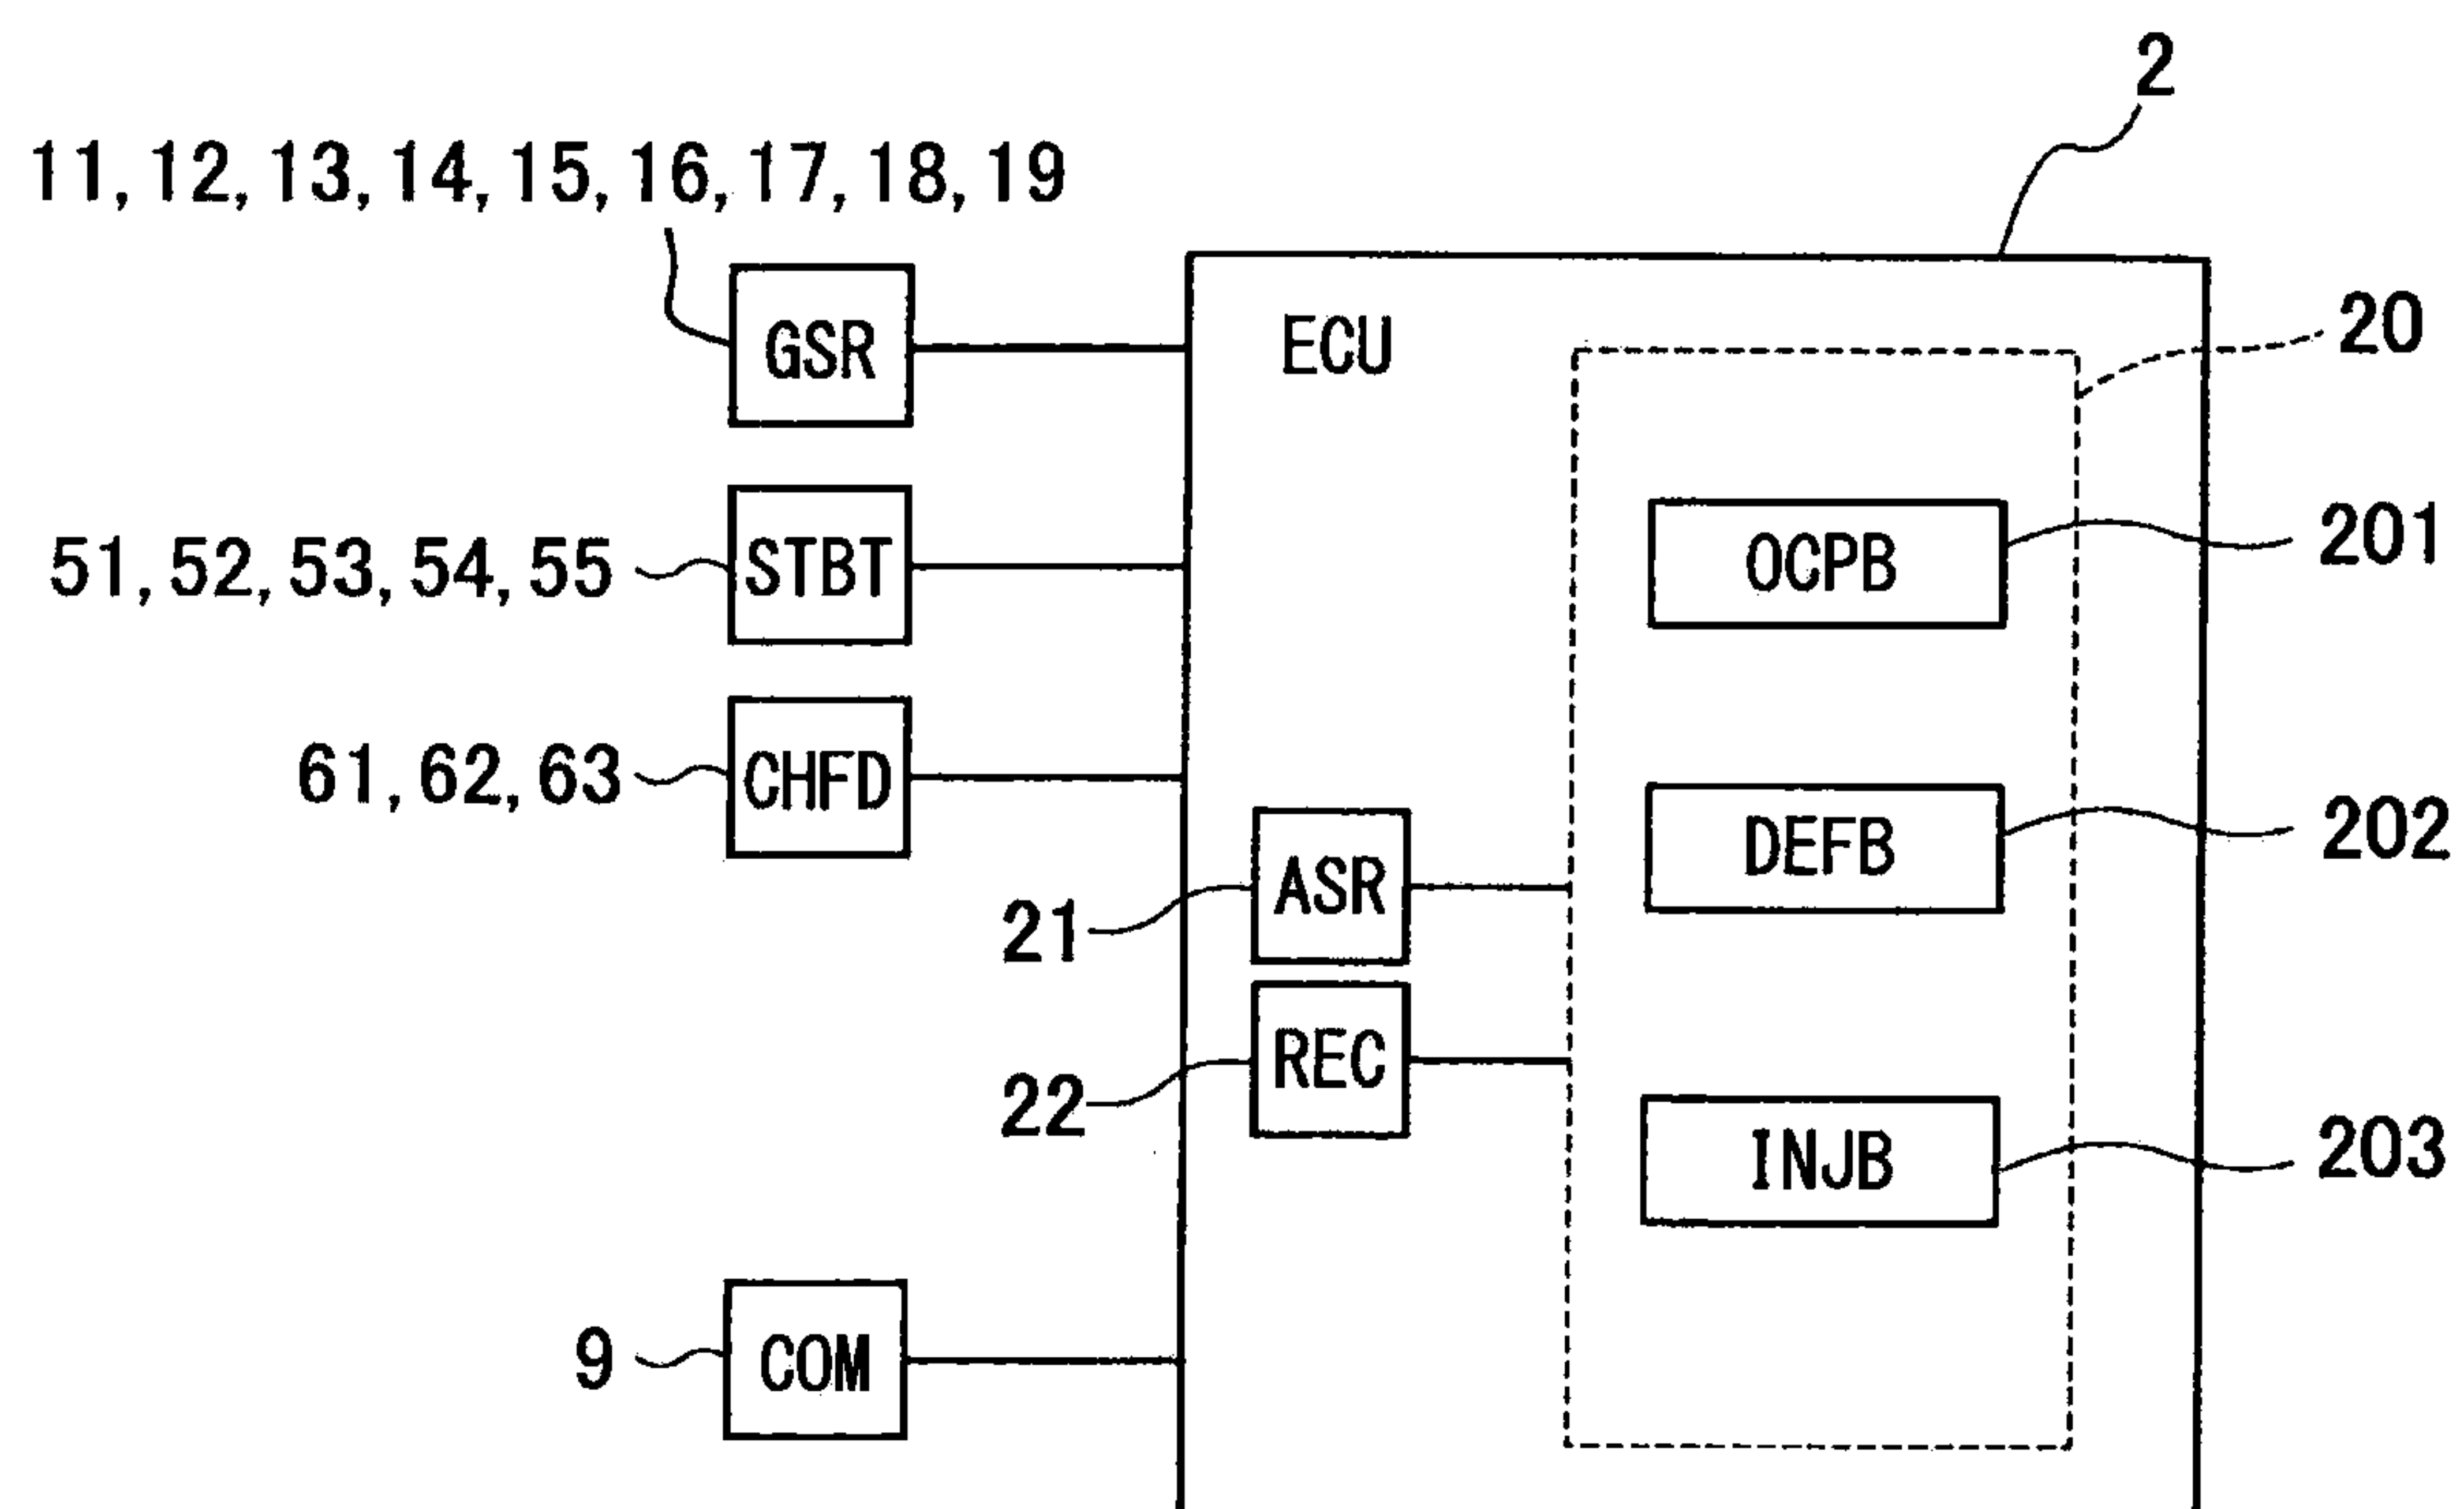 2
11,12,13,14,15,16,17,18,19
GSR
ECU
20
STBT
51,52,53,54,55
OCPB
201
CHFD
61,62,63
DEFB
202
ASR
21
REC
22
INJB
203
COM
9